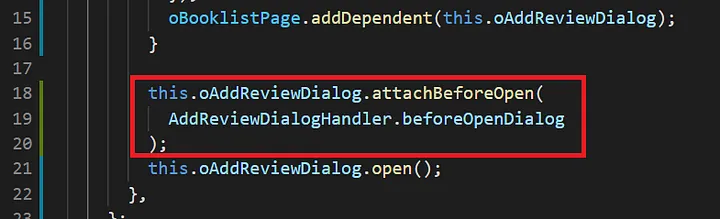 15 oBooklistPage.addDependent(this.oAddReviewDialog);
16 }
17
18 this.oAddReviewDialog.attachBeforeOpen(
19 AddReviewDialogHandler.beforeOpenDialog
20 );
21 this.oAddReviewDialog.open();
22 },
23 };